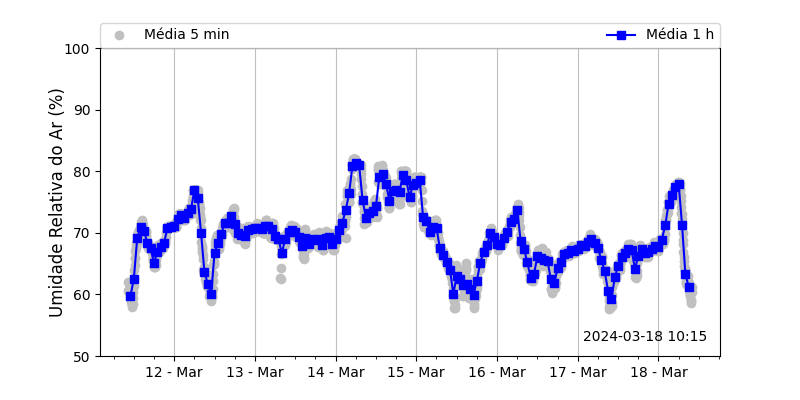 Média 5 min
Média 1 h
100
90
80
70
60
50
Umidade Relativa do Ar (%)
2024-03-18 10:15
12 - Mar
13 - Mar
14 - Mar
15 - Mar
16 - Mar
17 - Mar
18 - Mar